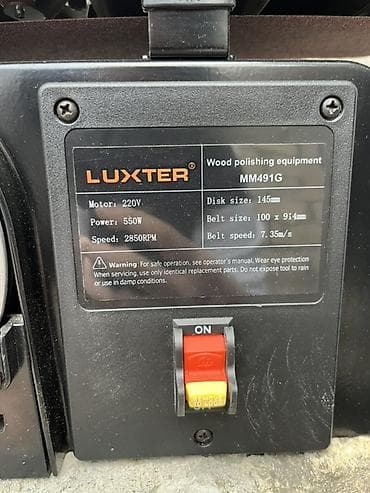 LUXTER®
Wood polishing equipment
MM491G
Motor: 220V
Power: 550W
Speed: 2850RPM
Disk size: 145mm
Belt size: 100 x 914mm
Belt speed: 7.35m/s
Warning: For safe operation, see operator's manual. Wear eye protection
When servicing, use only identical replacement parts. Do not expose tool to rain
or use in damp conditions.
ON